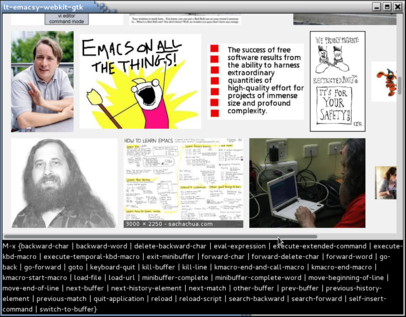 lt-emacsy-webkit-gtk
vi editor
command mode
EMACS ON ALL
THE THINGS!
The success of free
software results from
the ability to harness
extraordinary
quantities of
high-quality effort for
projects of immense
size and profound
complexity.
IT'S FOR
YOUR
SAFETY!
HOW TO LEARN EMACS
3000 × 2250 - sachachua.com
M-x {backward-char | backward-word | delete-backward-char | eval-expression | execute-extended-command | execute-
kbd-macro | execute-temporal-kbd-macro | exit-minibuffer | forward-char | forward-delete-char | forward-word | go-
back | go-forward | goto | keyboard-quit | kill-buffer | kill-line | kmacro-end-and-call-macro | kmacro-end-macro |
kmacro-start-macro | load-file | minibuffer-complete | minibuffer-complete-word | move-beginning-of-line |
move-end-of-line | next-buffer | next-history-element | next-match | other-buffer | prev-buffer | previous-history-
element | previous-match | quit-application | reload | reload-script | search-backward | search-forward | self-insert-
command | switch-to-buffer}